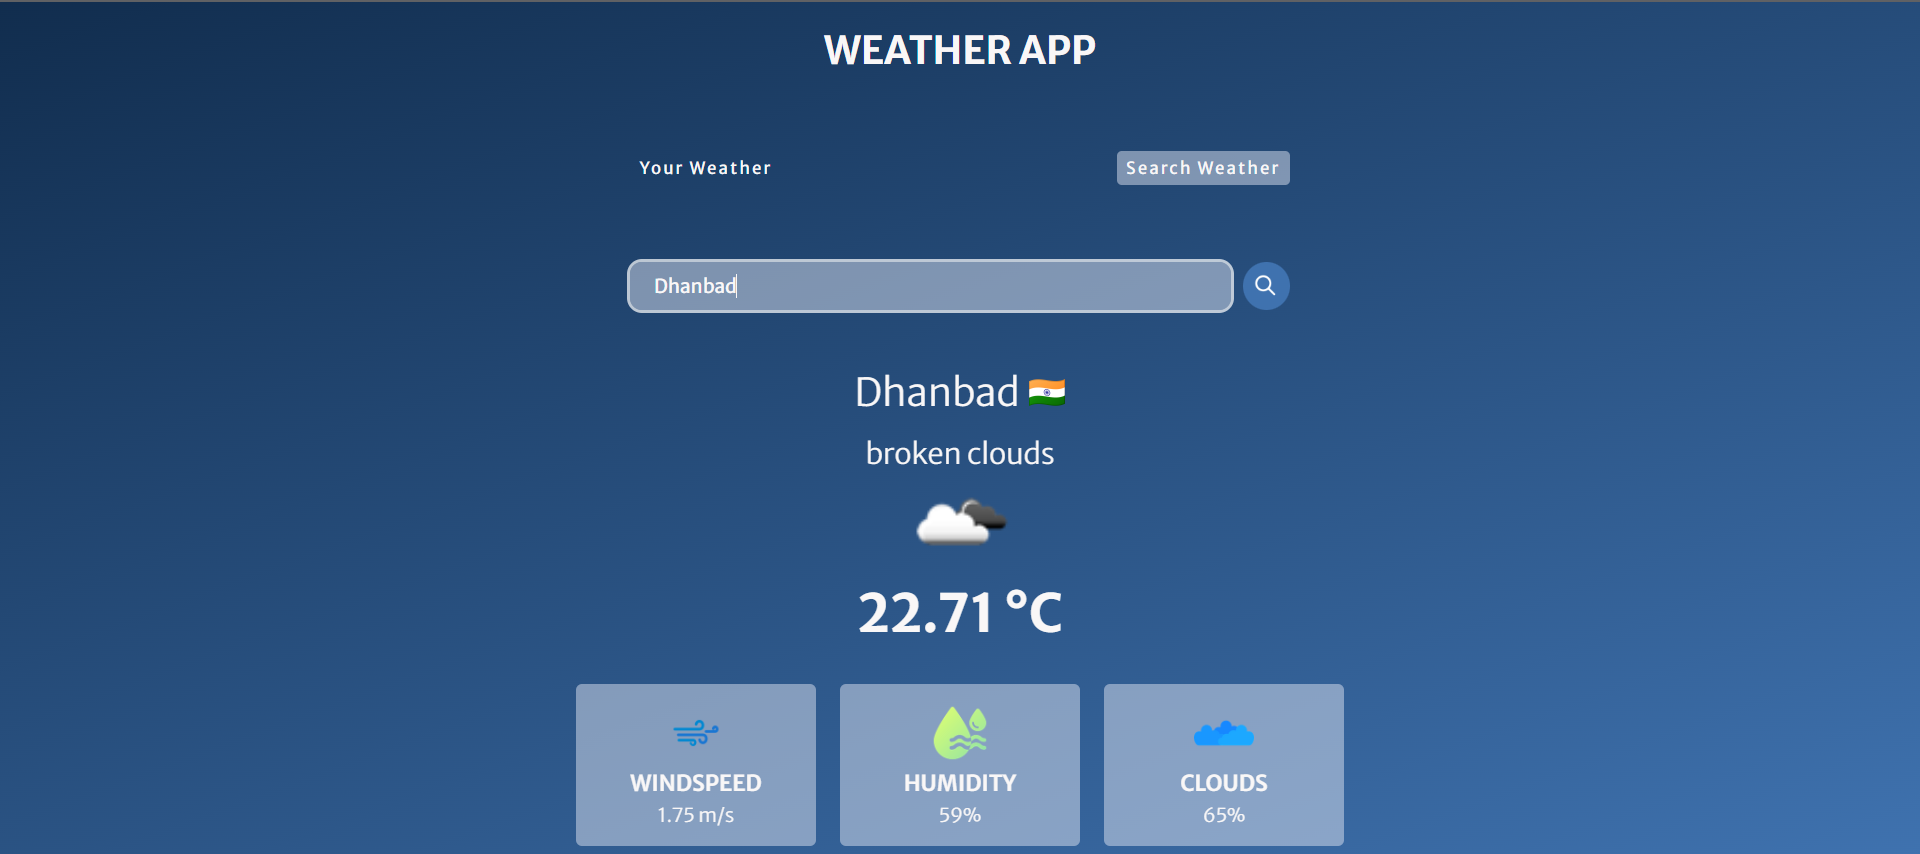 WEATHER APP
Your Weather
Search Weather
Dhanbad
Dhanbad
broken clouds
22.71 °C
WINDSPEED
1.75 m/s
HUMIDITY
59%
CLOUDS
65%